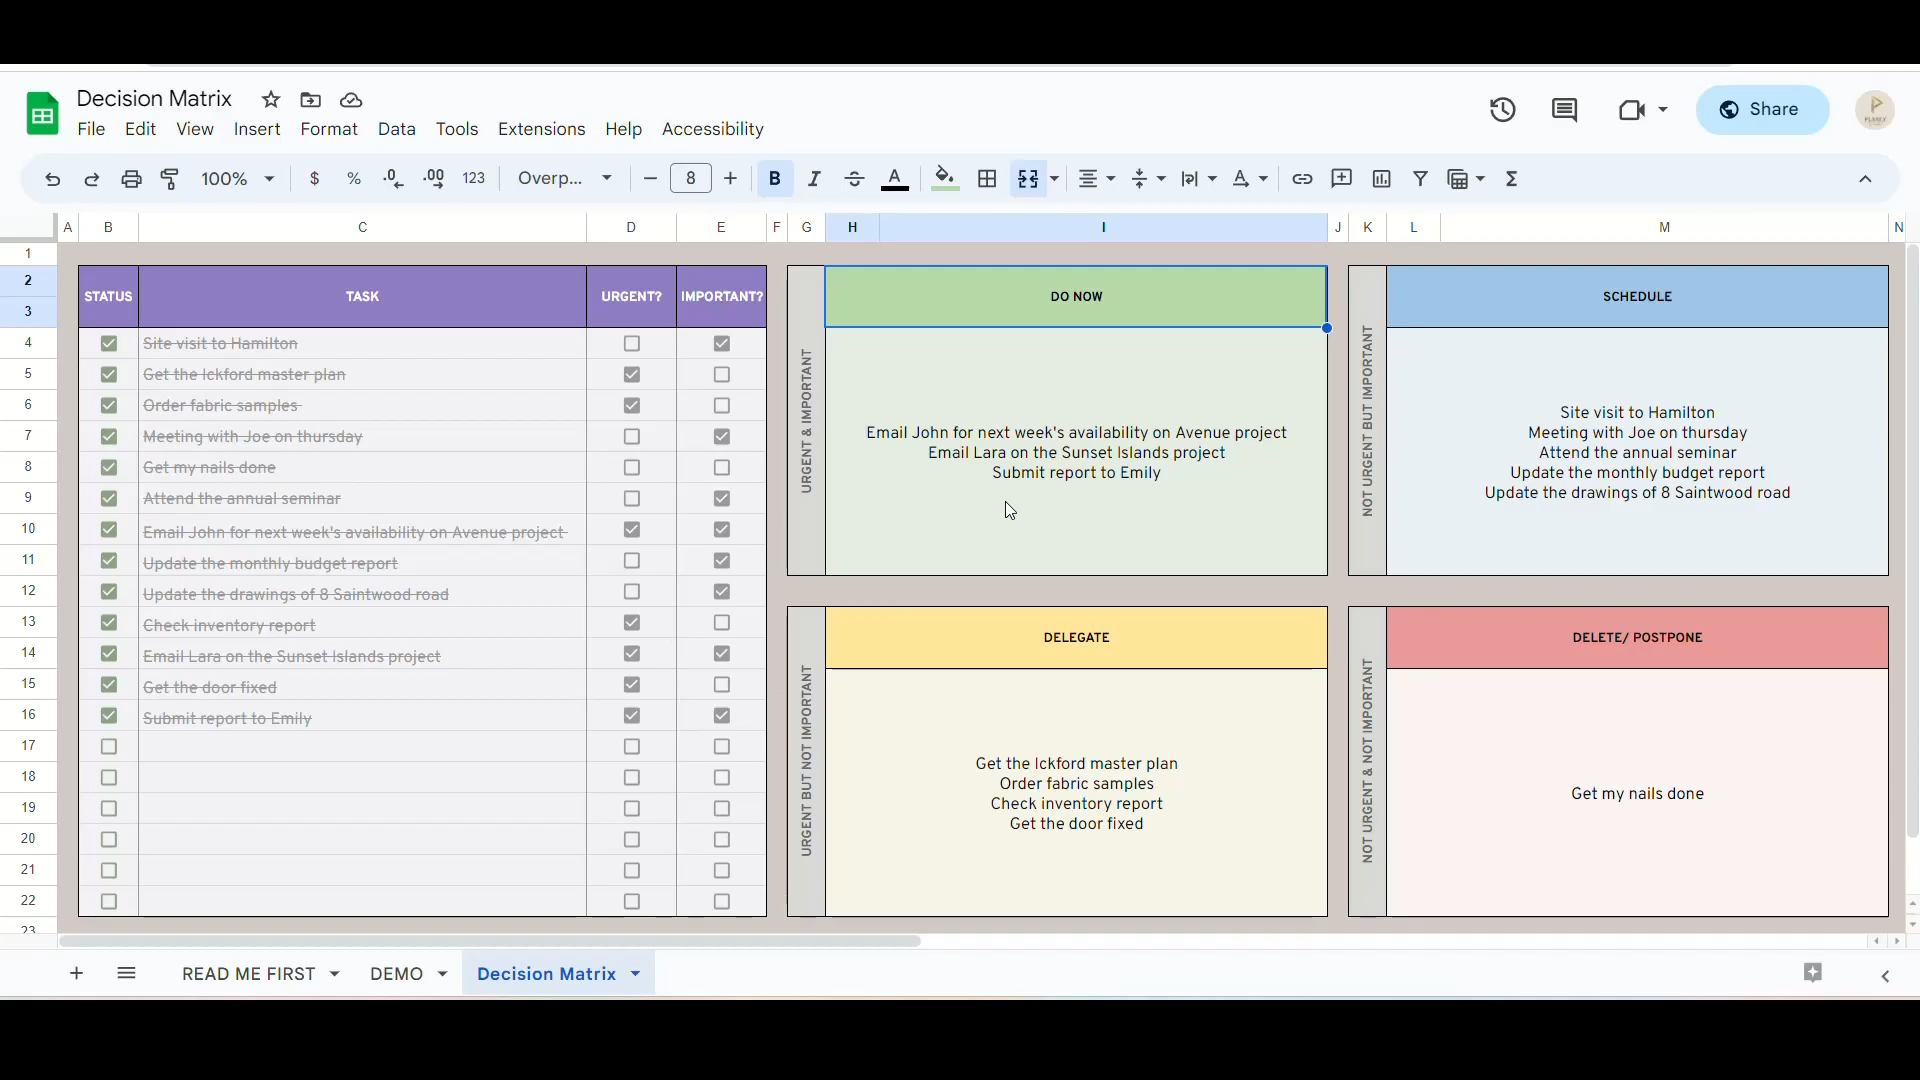 Decision Matrix
File Edit View Insert Format Data Tools Extensions Help Accessibility
Share
100% $ % .0 .00 123 Overp... 8 B I A
A B C D E F G H I J K L M N
1
2
3
4
5
6
7
8
9
10
11
12
13
14
15
16
17
18
19
20
21
22
23
STATUS TASK URGENT? IMPORTANT?
Site visit to Hamilton
Get the Ickford master plan
Order fabric samples
Meeting with Joe on thursday
Get my nails done
Attend the annual seminar
Email John for next week's availability on Avenue project
Update the monthly budget report
Update the drawings of 8 Saintwood road
Check inventory report
Email Lara on the Sunset Islands project
Get the door fixed
Submit report to Emily
URGENT & IMPORTANT
DO NOW
Email John for next week's availability on Avenue project
Email Lara on the Sunset Islands project
Submit report to Emily
NOT URGENT BUT IMPORTANT
SCHEDULE
Site visit to Hamilton
Meeting with Joe on thursday
Attend the annual seminar
Update the monthly budget report
Update the drawings of 8 Saintwood road
URGENT BUT NOT IMPORTANT
DELEGATE
Get the Ickford master plan
Order fabric samples
Check inventory report
Get the door fixed
NOT URGENT & NOT IMPORTANT
DELETE/ POSTPONE
Get my nails done
READ ME FIRST DEMO Decision Matrix